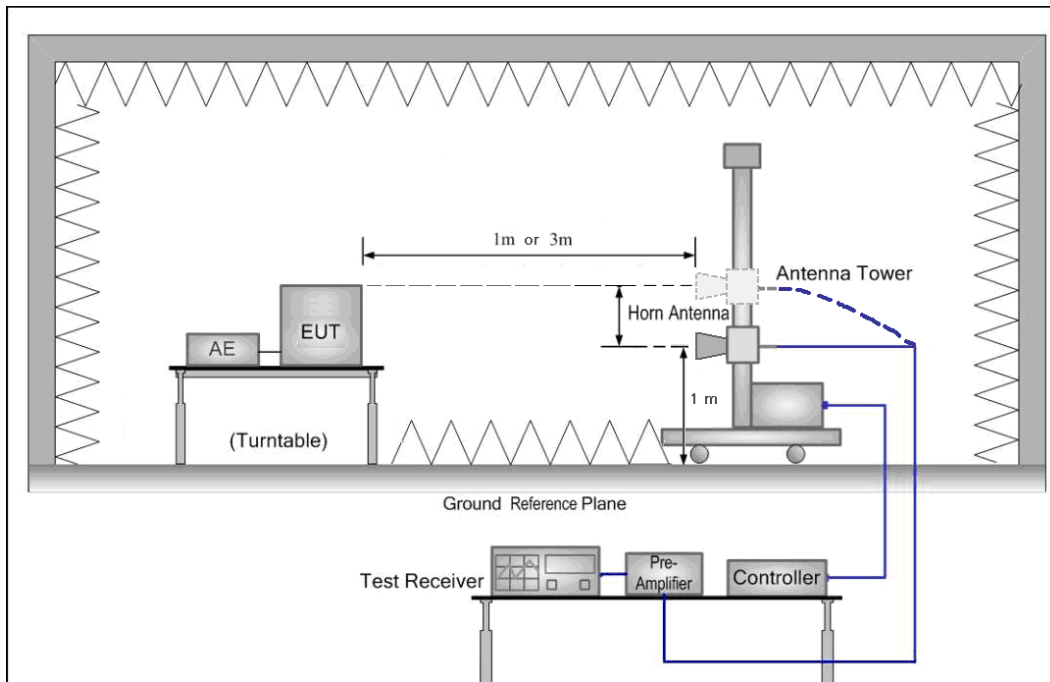 1m or 3m
Antenna Tower
Horn Antenna
EUT
AE
1 m
(Turntable)
Ground Reference Plane
Test Receiver
Pre-
Amplifier
Controller